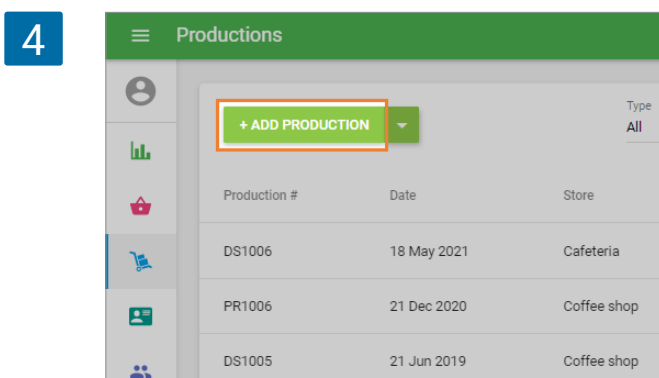 4
Productions
Type
+ ADD PRODUCTION
All
Production # Date Store
DS1006 18 May 2021 Cafeteria
PR1006 21 Dec 2020 Coffee shop
DS1005 21 Jun 2019 Coffee shop